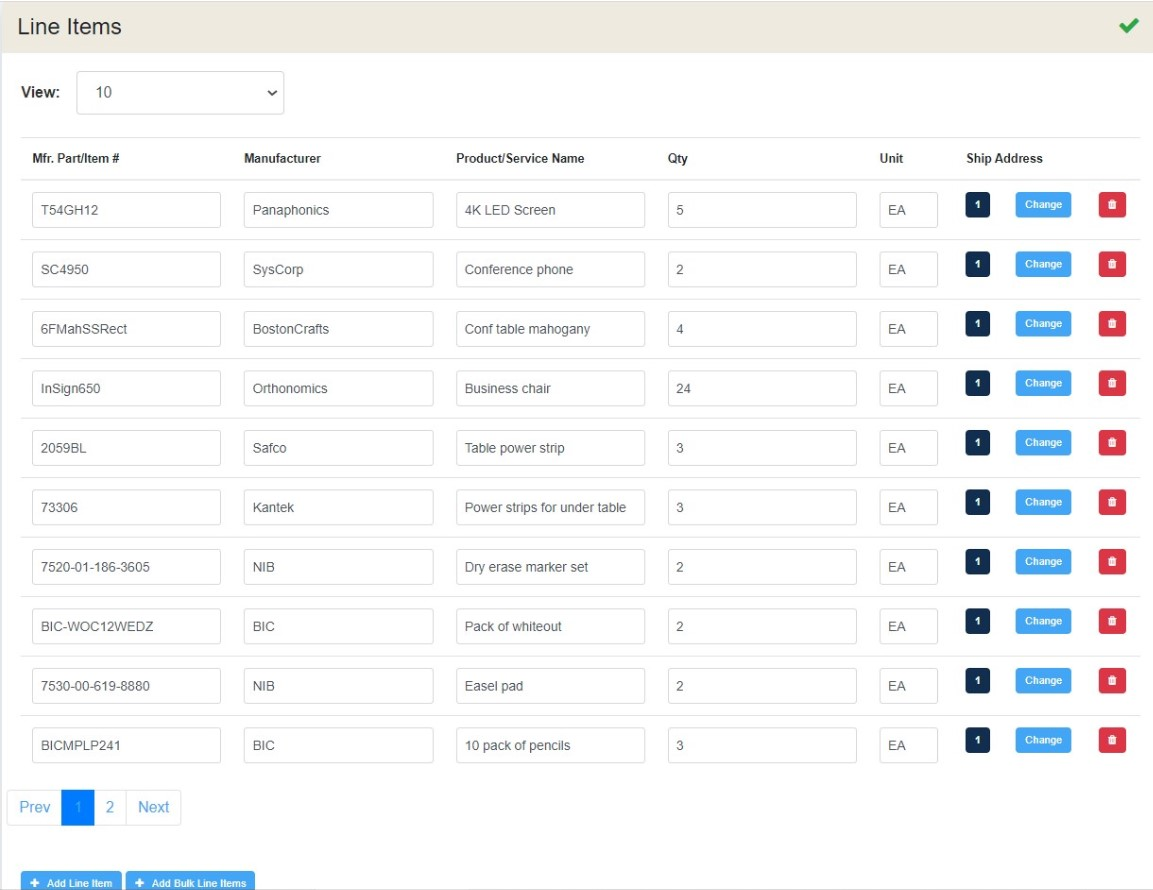 Line Items
View: 10
Mfr. Part/Item # Manufacturer Product/Service Name Qty Unit Ship Address
T54GH12 Panaphonics 4K LED Screen 5 EA 1 Change
SC4950 SysCorp Conference phone 2 EA 1 Change
6FMahSSRect BostonCrafts Conf table mahogany 4 EA 1 Change
InSign650 Orthonomics Business chair 24 EA 1 Change
2059BL Safco Table power strip 3 EA 1 Change
73306 Kantek Power strips for under table 3 EA 1 Change
7520-01-186-3605 NIB Dry erase marker set 2 EA 1 Change
BIC-WOC12WEDZ BIC Pack of whiteout 2 EA 1 Change
7530-00-619-8880 NIB Easel pad 2 EA 1 Change
BICMPLP241 BIC 10 pack of pencils 3 EA 1 Change
Prev 1 2 Next
+ Add Line Item + Add Bulk Line Items